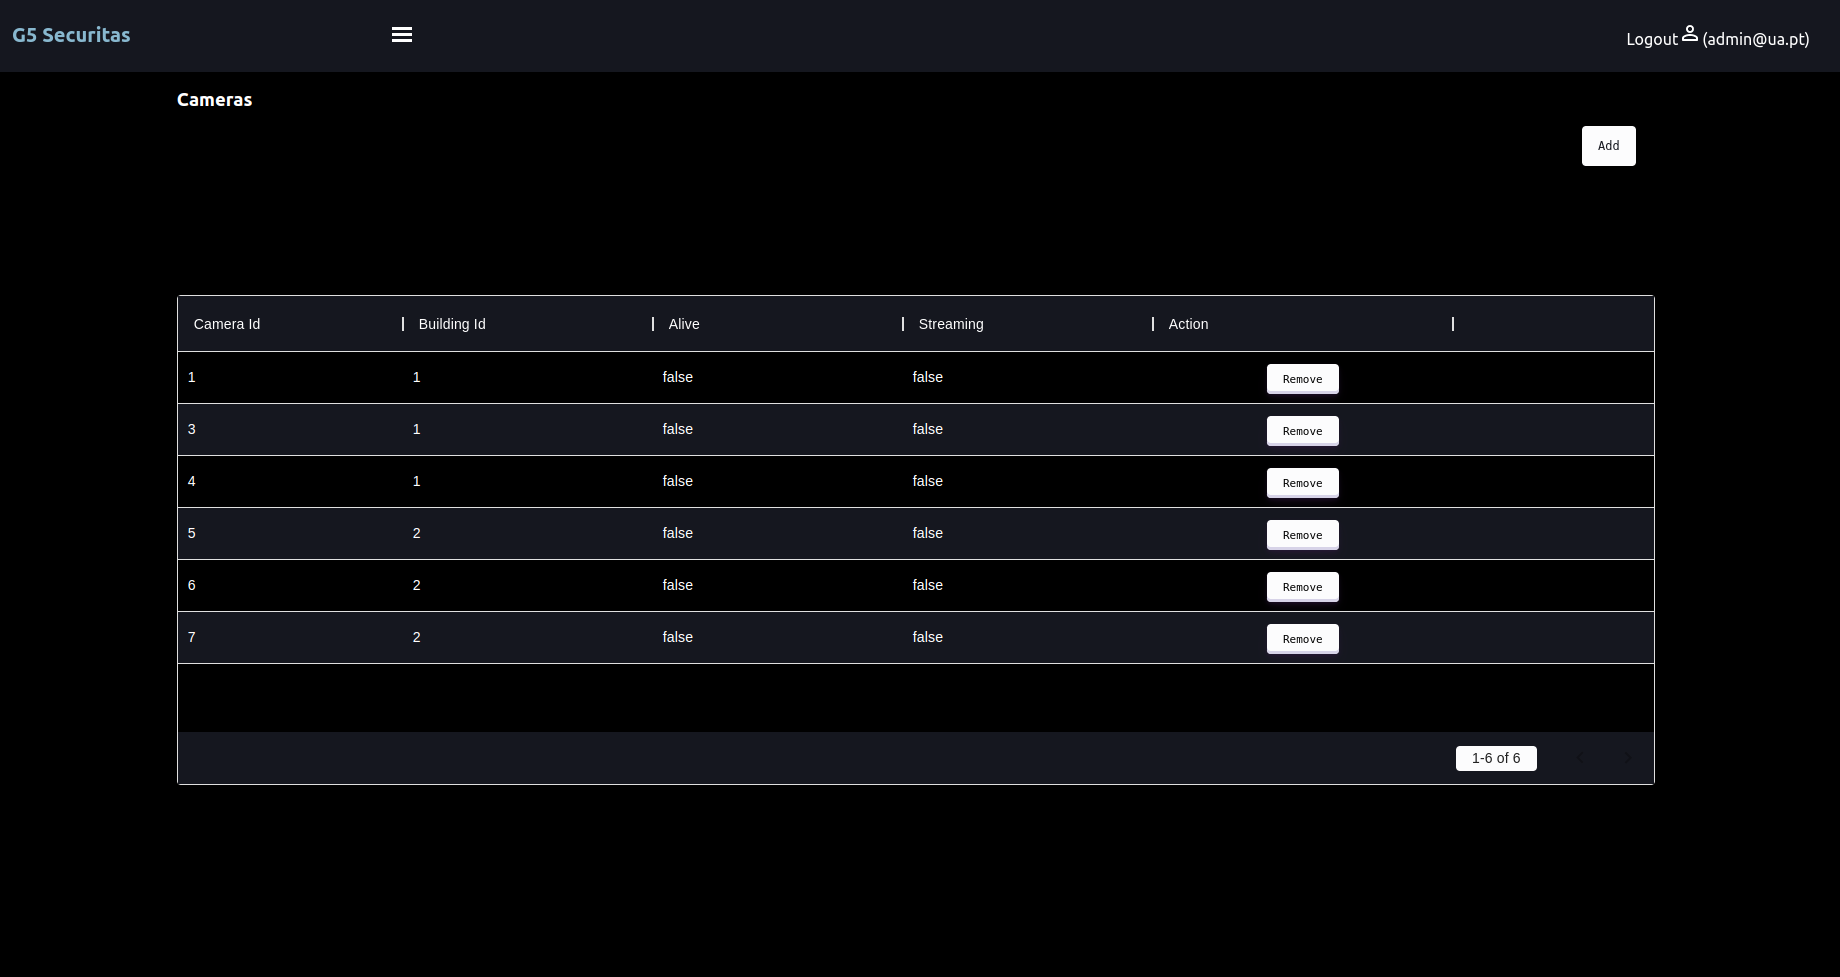 G5 Securitas
Logout (admin@ua.pt)
Cameras
Add
Camera Id Building Id Alive Streaming Action
1 1 false false Remove
3 1 false false Remove
4 1 false false Remove
5 2 false false Remove
6 2 false false Remove
7 2 false false Remove
1-6 of 6